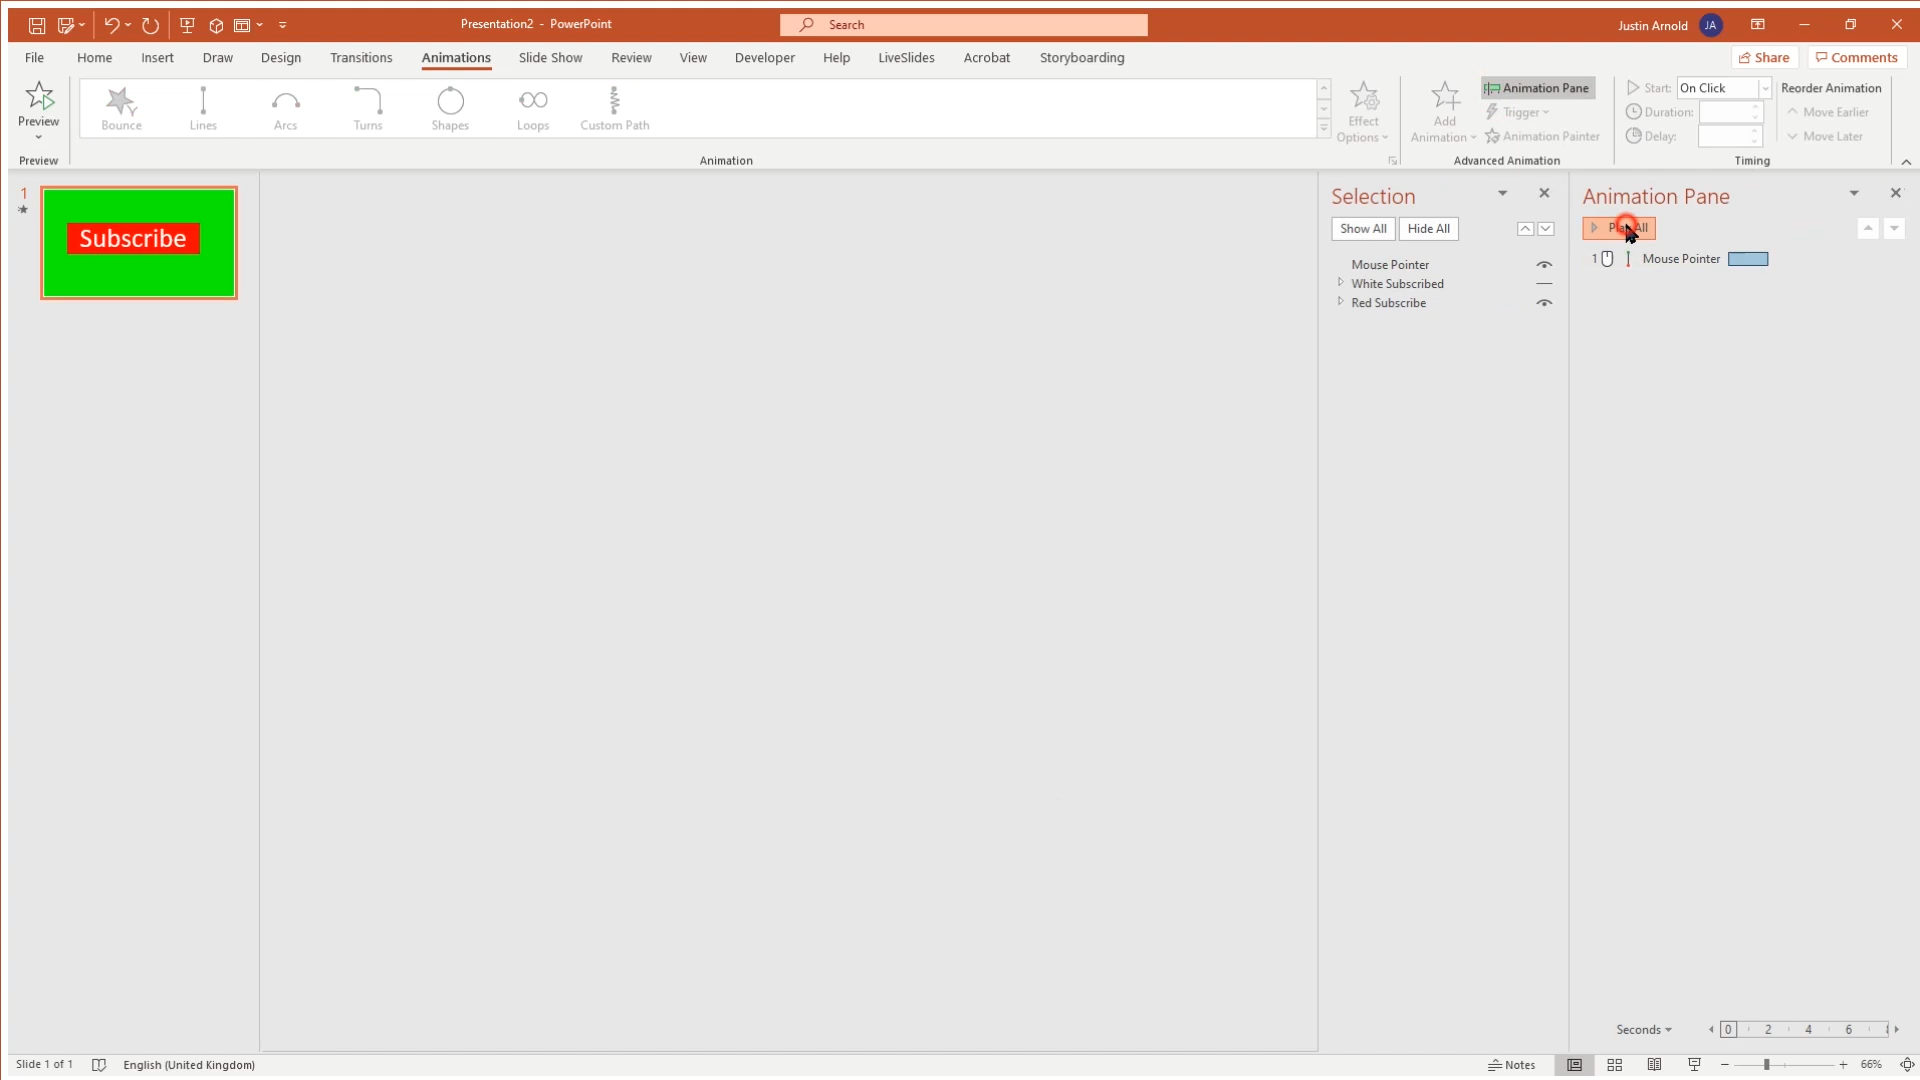 Presentation2 - PowerPoint
Search
Justin Arnold JA
File Home Insert Draw Design Transitions Animations Slide Show Review View Developer Help LiveSlides Acrobat Storyboarding
Share Comments
Preview
Bounce Lines Arcs Turns Shapes Loops Custom Path
Effect Options
Add Animation
Animation Pane
Trigger
Animation Painter
Start: On Click
Duration:
Delay:
Reorder Animation
Move Earlier
Move Later
Preview Animation Advanced Animation Timing
1
Subscribe
Selection
Show All Hide All
Mouse Pointer
White Subscribed
Red Subscribe
Animation Pane
1 Mouse Pointer
Seconds 0 2 4 6
Slide 1 of 1 English (United Kingdom) Notes 66%